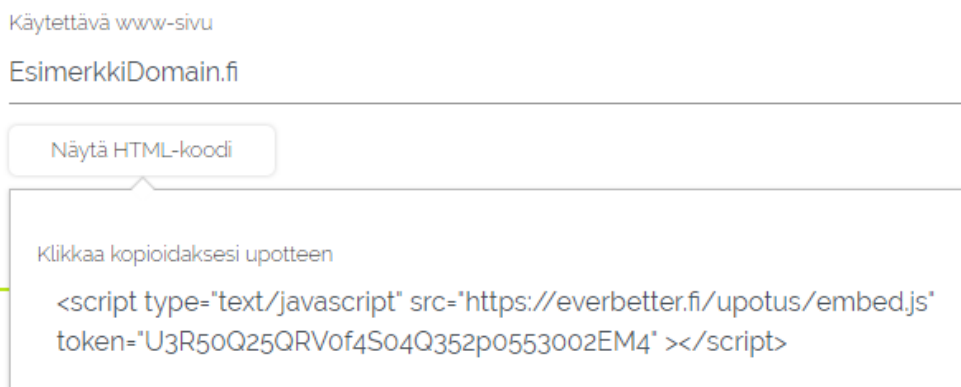 Käytettävä www-sivu
EsimerkkiDomain.fi
Näytä HTML-koodi
Klikkaa kopioidaksesi upotteen
<script type="text/javascript" src="https://everbetter.fi/upotus/embed.js"
token="U3R50Q25QRV0f4S04Q352p0553002EM4" ></script>